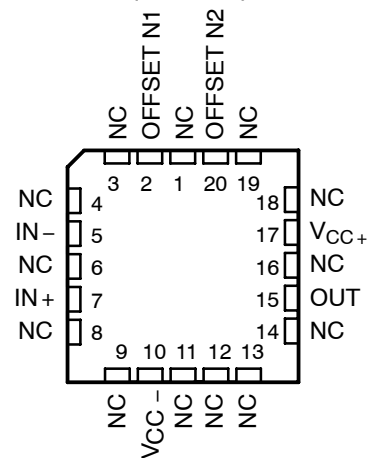 NC
OFFSET N1
NC
OFFSET N2
NC
3 2 1 20 19
NC 4
IN− 5
NC 6
IN+ 7
NC 8
18 NC
17 VCC+
16 NC
15 OUT
14 NC
9 10 11 12 13
NC
VCC−
NC
NC
NC